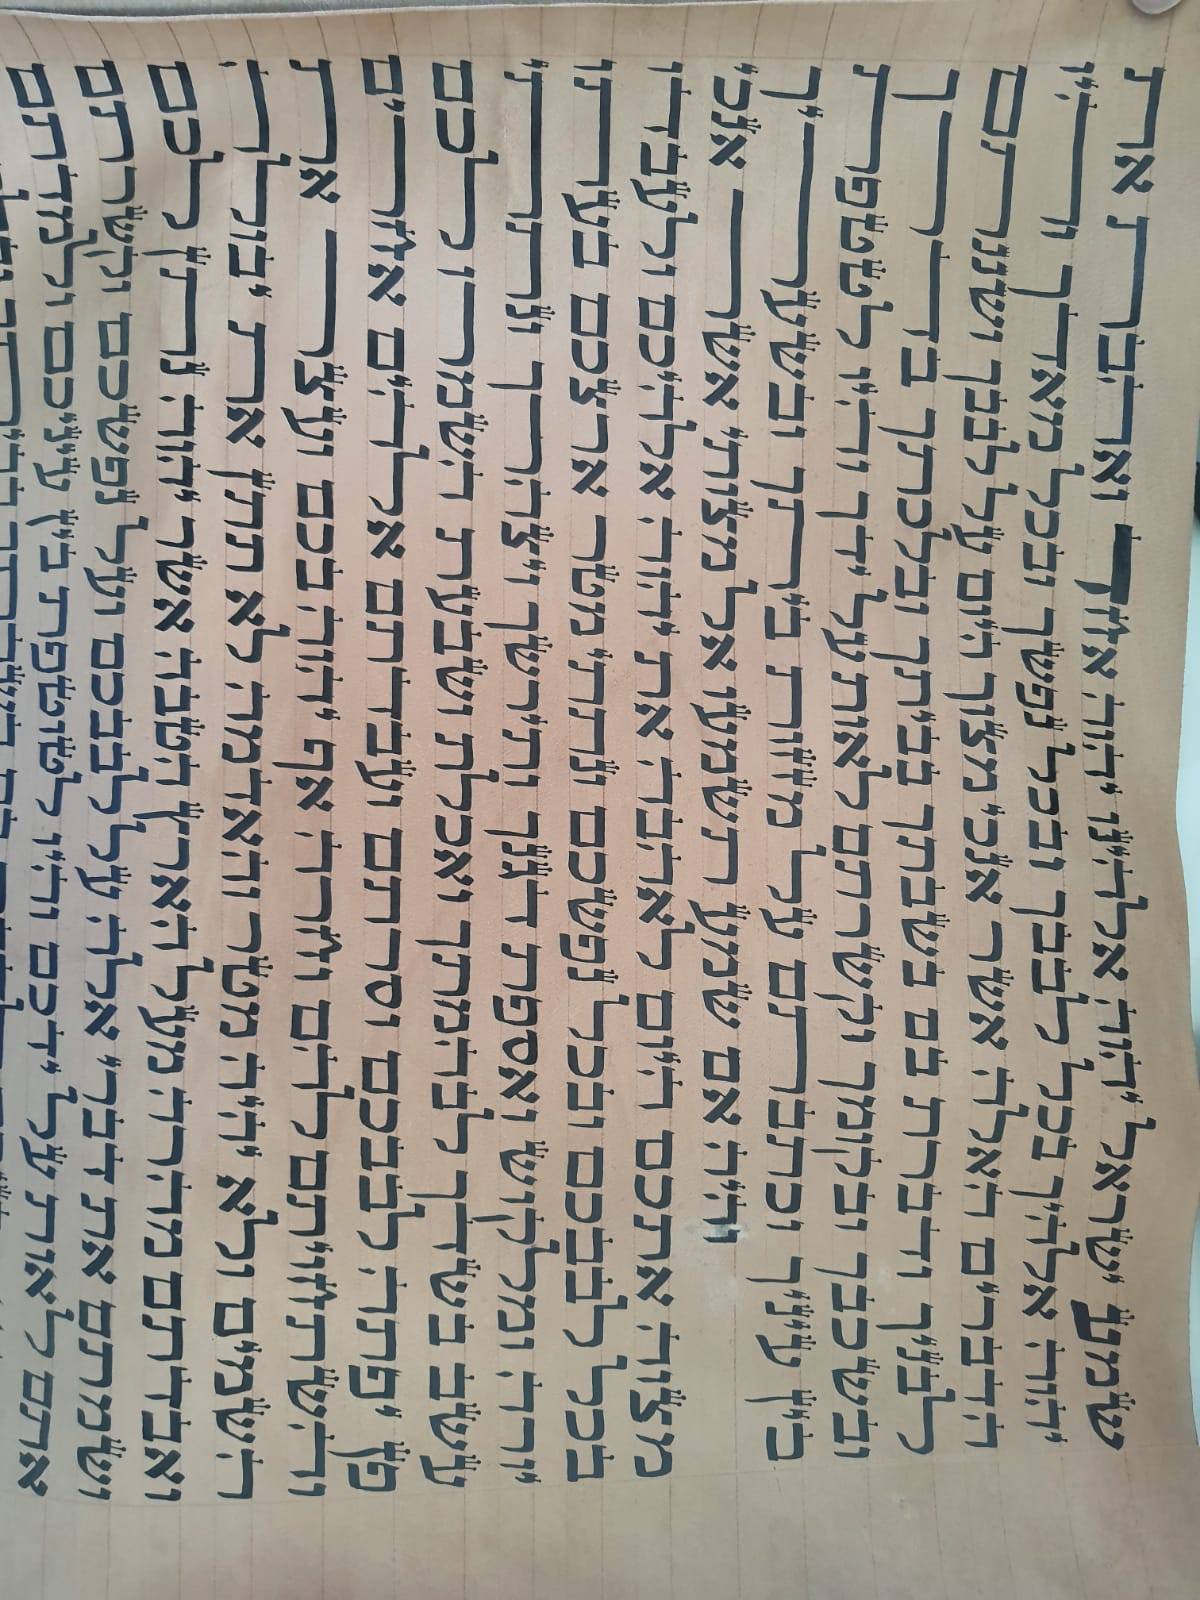 שמע ישראל יהוה אלהינו יהוה אחד ואהבת את
יהוה אלהיך בכל לבבך ובכל נפשך ובכל מאדך והיו
הדברים האלה אשר אנכי מצוך היום על לבבך ושננתם
לבניך ודברת בם בשבתך בביתך ובלכתך בדרך
ובשכבך ובקומך וקשרתם לאות על ידך והיו לטטפת
בין עיניך וכתבתם על מזזות ביתך ובשעריך
והיה אם שמע תשמעו אל מצותי אשר אנכי
מצוה אתכם היום לאהבה את יהוה אלהיכם ולעבדו
בכל לבבכם ובכל נפשכם ונתתי מטר ארצכם בעתו
יורה ומלקוש ואספת דגנך ותירשך ויצהרך ונתתי
עשב בשדך לבהמתך ואכלת ושבעת השמרו לכם
פן יפתה לבבכם וסרתם ועבדתם אלהים אחרים
והשתחויתם להם וחרה אף יהוה בכם ועצר את
השמים ולא יהיה מטר והאדמה לא תתן את יבולה
ואבדתם מהרה מעל הארץ הטבה אשר יהוה נתן לכם
ושמתם את דברי אלה על לבבכם ועל נפשכם וקשרתם
אתם לאות על ידכם והיו לטוטפת בין עיניכם ולמדתם